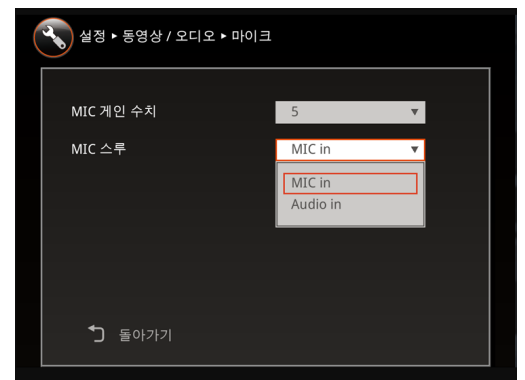 설정 ▸ 동영상 / 오디오 ▸ 마이크
MIC 게인 수치 5 ▼
MIC 스루 MIC in ▼
MIC in
Audio in
돌아가기